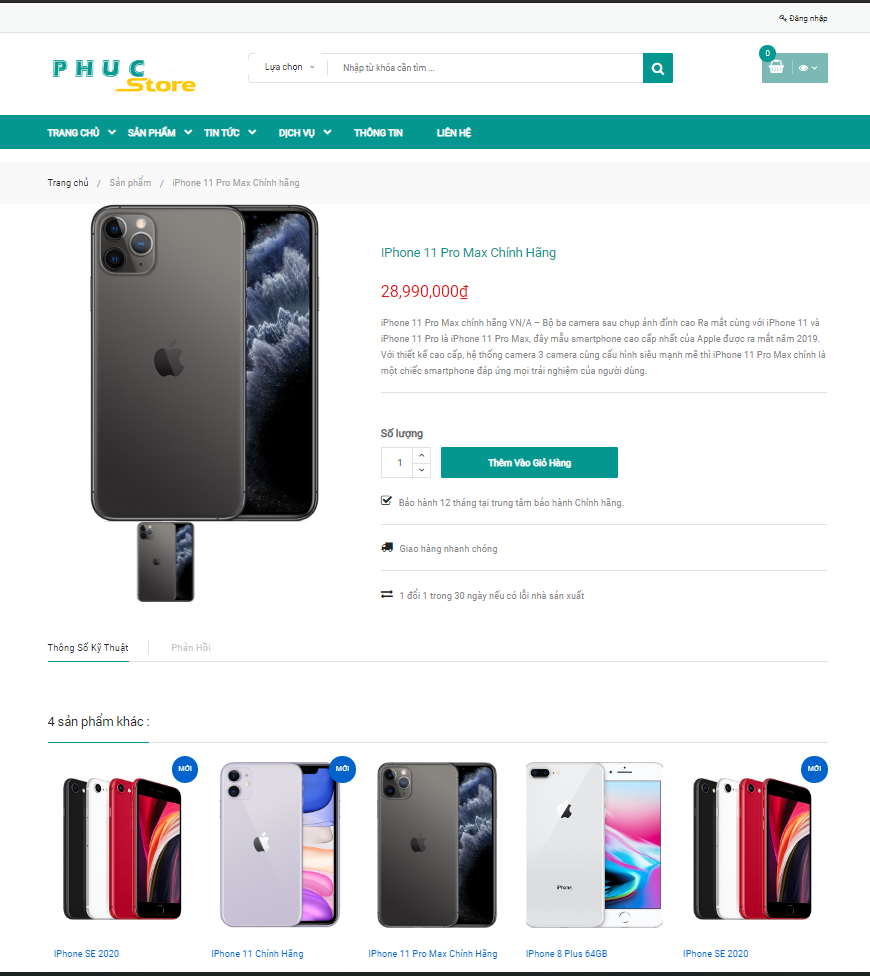 Đăng nhập
PHUC
Store
Lựa chọn
Nhập từ khóa cần tìm ...
0
TRANG CHỦ SẢN PHẨM TIN TỨC DỊCH VỤ THÔNG TIN LIÊN HỆ
Trang chủ / Sản phẩm / iPhone 11 Pro Max Chính hãng
IPhone 11 Pro Max Chính Hãng
28,990,000₫
iPhone 11 Pro Max chính hãng VN/A – Bộ ba camera sau chụp ảnh đỉnh cao Ra mắt cùng với iPhone 11 và
iPhone 11 Pro là iPhone 11 Pro Max, đây mẫu smartphone cao cấp nhất của Apple được ra mắt năm 2019.
Với thiết kế cao cấp, hệ thống camera 3 camera cùng cấu hình siêu mạnh mẽ thì iPhone 11 Pro Max chính là
một chiếc smartphone đáp ứng mọi trải nghiệm của người dùng.
Số lượng
1
Thêm Vào Giỏ Hàng
Bảo hành 12 tháng tại trung tâm bảo hành Chính hãng.
Giao hàng nhanh chóng
1 đổi 1 trong 30 ngày nếu có lỗi nhà sản xuất
Thông Số Kỹ Thuật
Phản Hồi
4 sản phẩm khác :
MỚI
MỚI
MỚI
iPhone
IPhone SE 2020
IPhone 11 Chính Hãng
IPhone 11 Pro Max Chính Hãng
IPhone 8 Plus 64GB
IPhone SE 2020